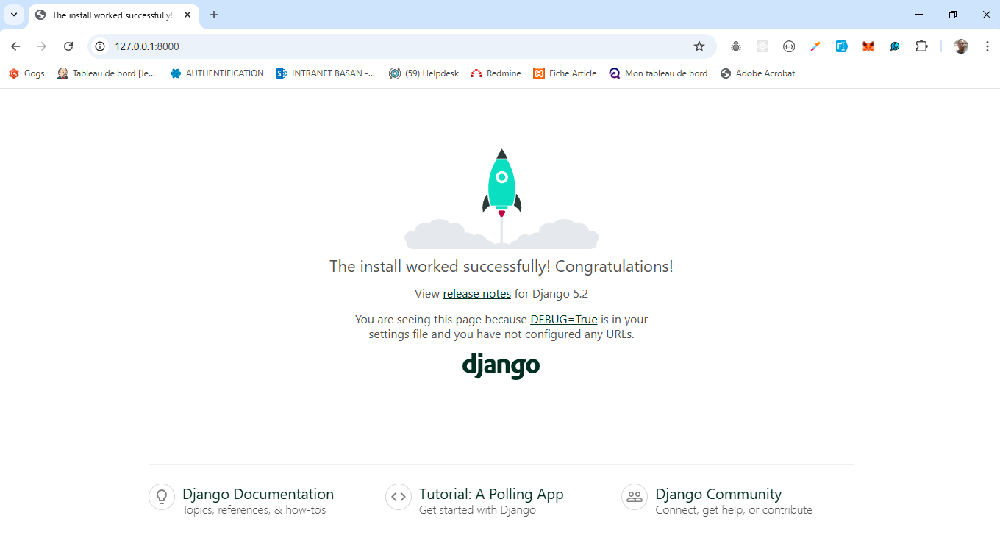 The install worked successfully!
127.0.0.1:8000
Gogs
Tableau de bord [Je...
AUTHENTIFICATION
INTRANET BASAN -...
(59) Helpdesk
Redmine
Fiche Article
Mon tableau de bord
Adobe Acrobat
The install worked successfully! Congratulations!
View release notes for Django 5.2
You are seeing this page because DEBUG=True is in your
settings file and you have not configured any URLs.
django
Django Documentation
Topics, references, & how-to's
Tutorial: A Polling App
Get started with Django
Django Community
Connect, get help, or contribute